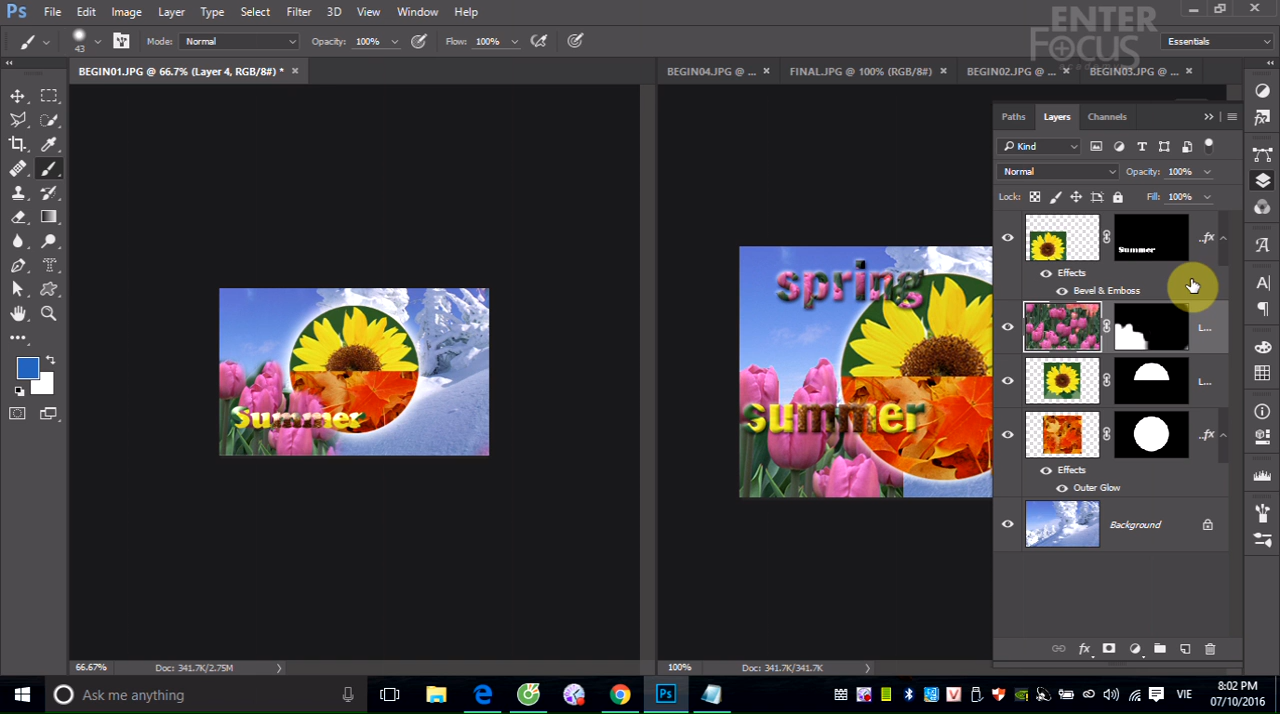 Ps File Edit Image Layer Type Select Filter 3D View Window Help
ENTER
FOCUS
43 Mode: Normal Opacity: 100% Flow: 100% Essentials
BEGIN01.JPG @ 66.7% (Layer 4, RGB/8#) * × BEGIN04.JPG @ ... × FINAL.JPG @ 100% (RGB/8#) × BEGIN02.JPG @ ... × BEGIN03.JPG @ ... ×
Paths Layers Channels
Kind
Normal Opacity: 100%
Lock: Fill: 100%
Summer
Effects
Bevel & Emboss
L...
L...
Effects
Outer Glow
Background
spring
summer
Summer
66.67% Doc: 341.7K/2.75M 100% Doc: 341.7K/341.7K
Ask me anything
VIE
8:02 PM
07/10/2016